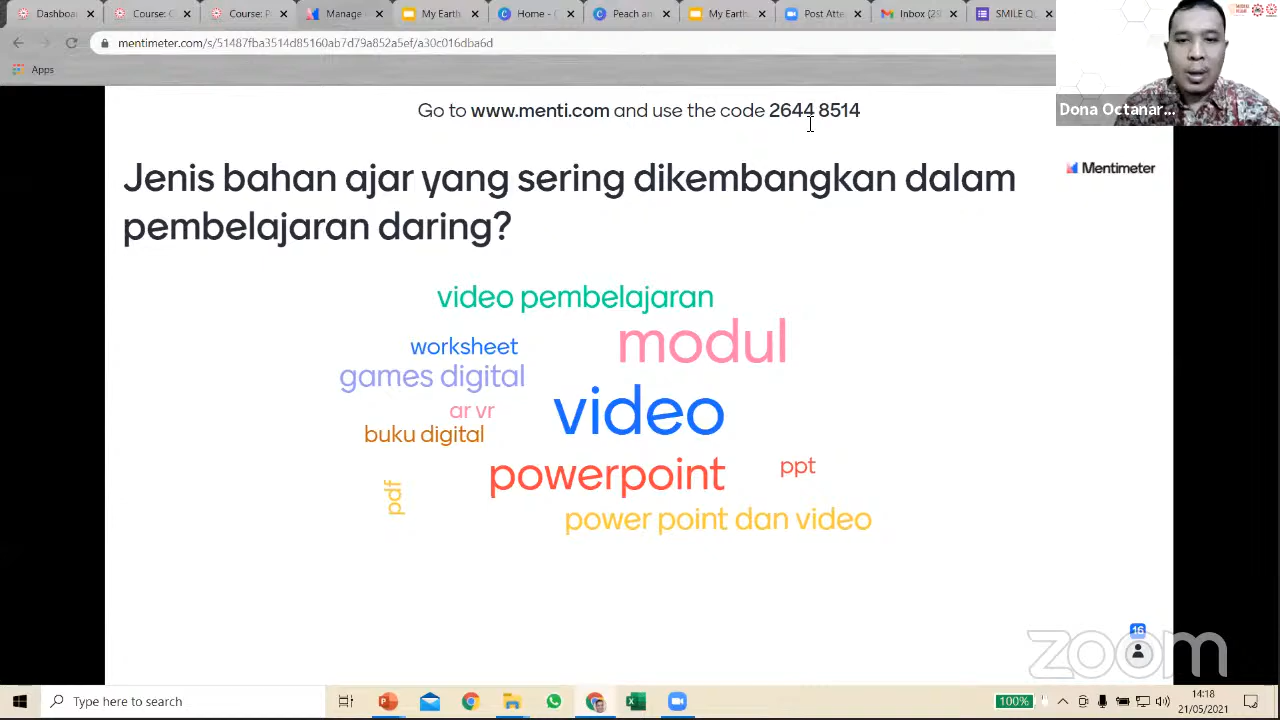 Dashboard
Course: C
Course: P
Manage
My Earth
Home - C
Peach an
My Earth
Post Atte
Inbox (25
SMILE QU
mentimeter.com/s/51487fba3514d85160ab7d79a852a5ef/a30c016dba6d
Apps
Dona Octanar...
Go to www.menti.com and use the code 2644 8514
Mentimeter
Jenis bahan ajar yang sering dikembangkan dalam
pembelajaran daring?
video pembelajaran
modul
worksheet
games digital
ar vr
video
buku digital
powerpoint
ppt
pdf
power point dan video
16
zoom
Type here to search
100%
14:18
21/05/2021